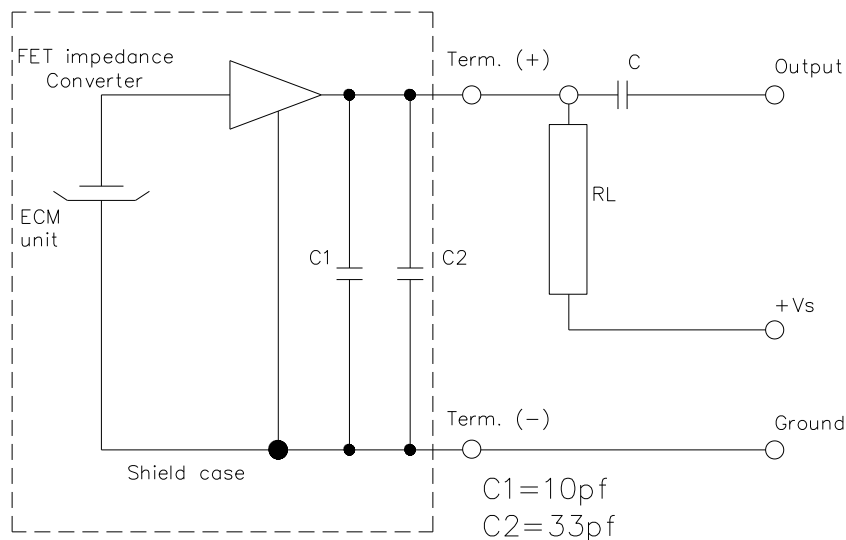 FET impedance
Converter
Term. (+)
C
Output
ECM
unit
RL
C1
C2
+Vs
Term. (-)
Ground
Shield case
C1=10pf
C2=33pf